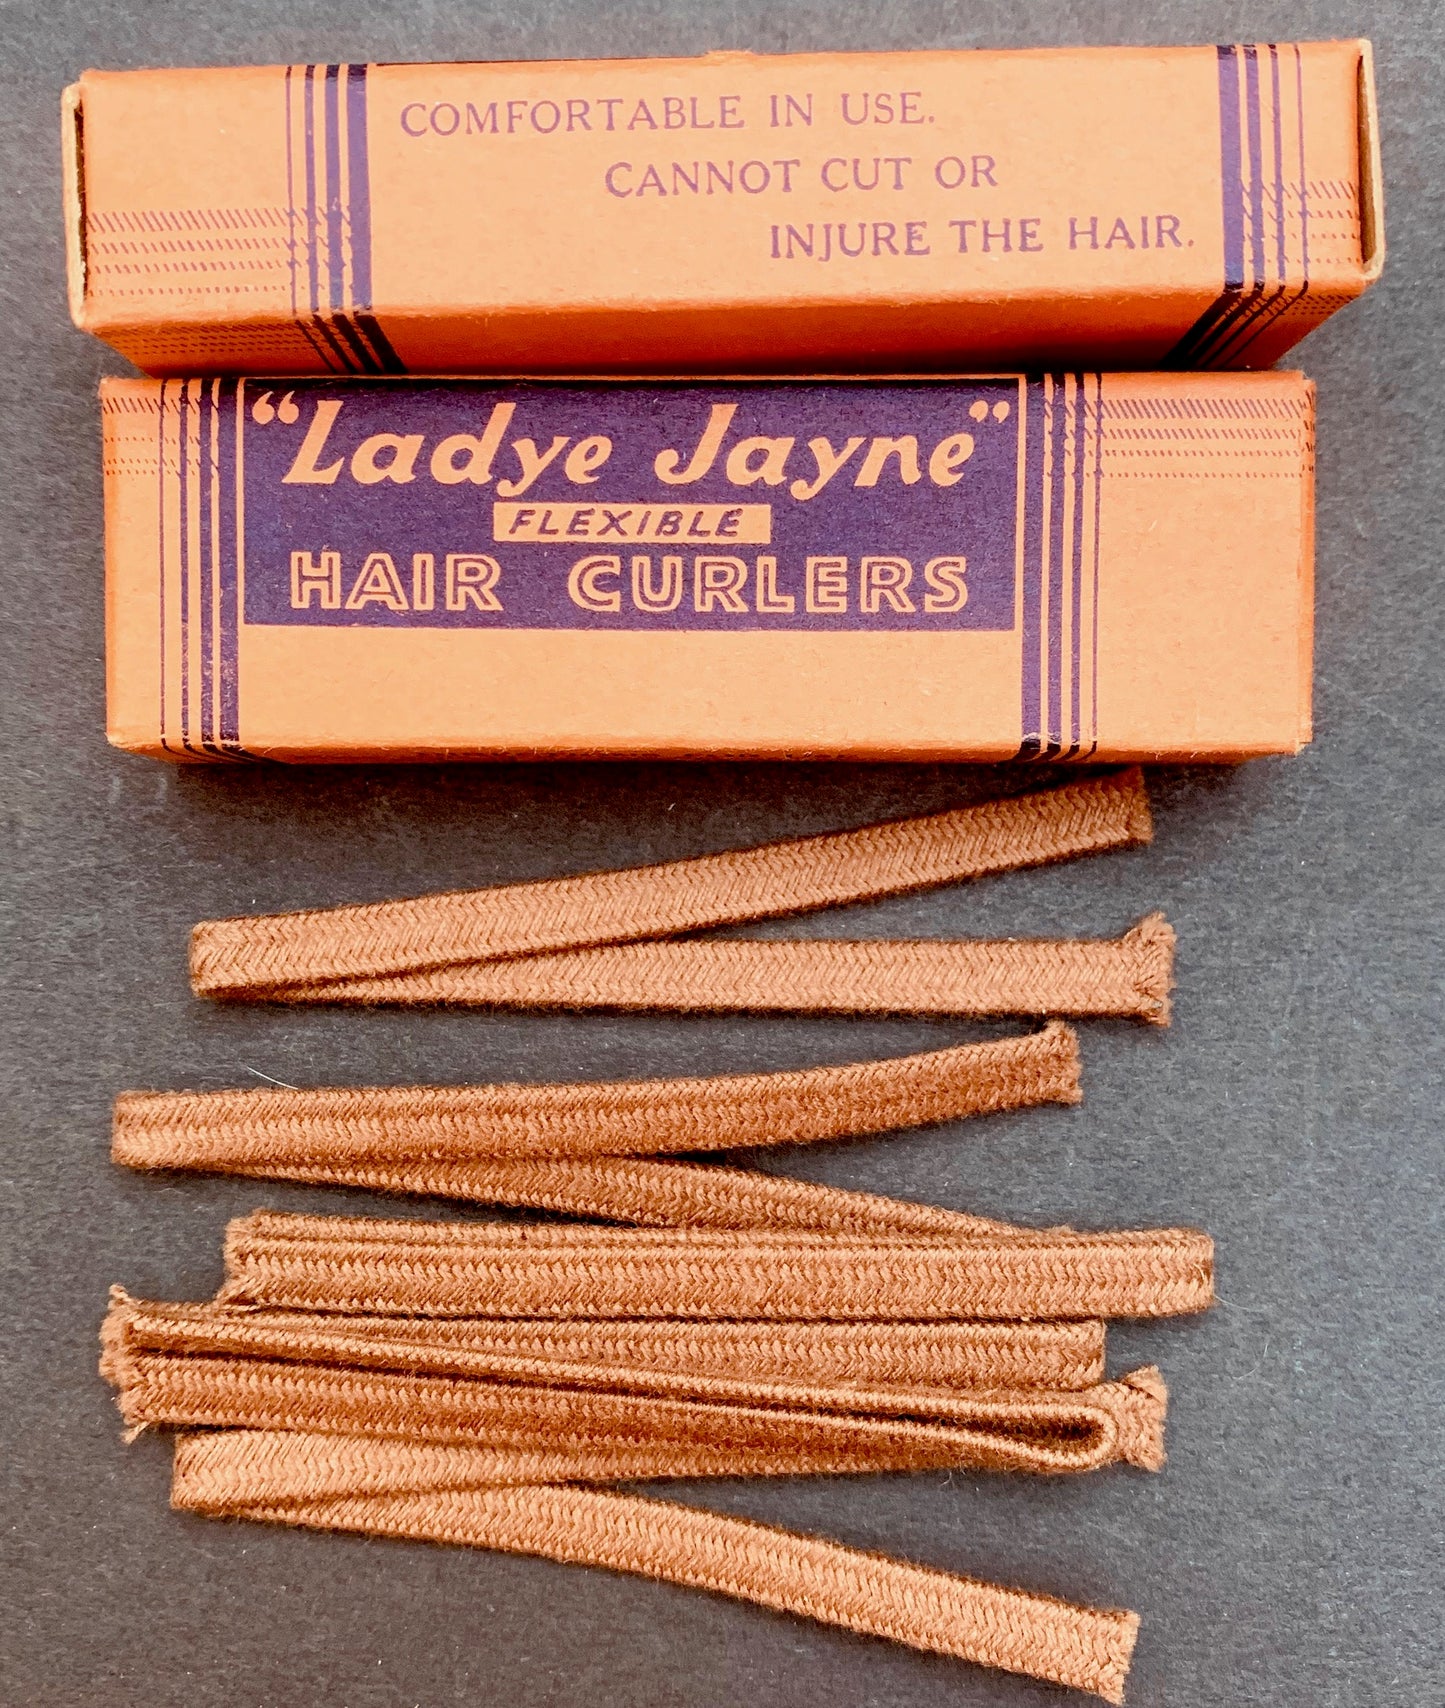 COMFORTABLE IN USE.
CANNOT CUT OR
INJURE THE HAIR.
“Ladye Jayne”
FLEXIBLE
HAIR CURLERS